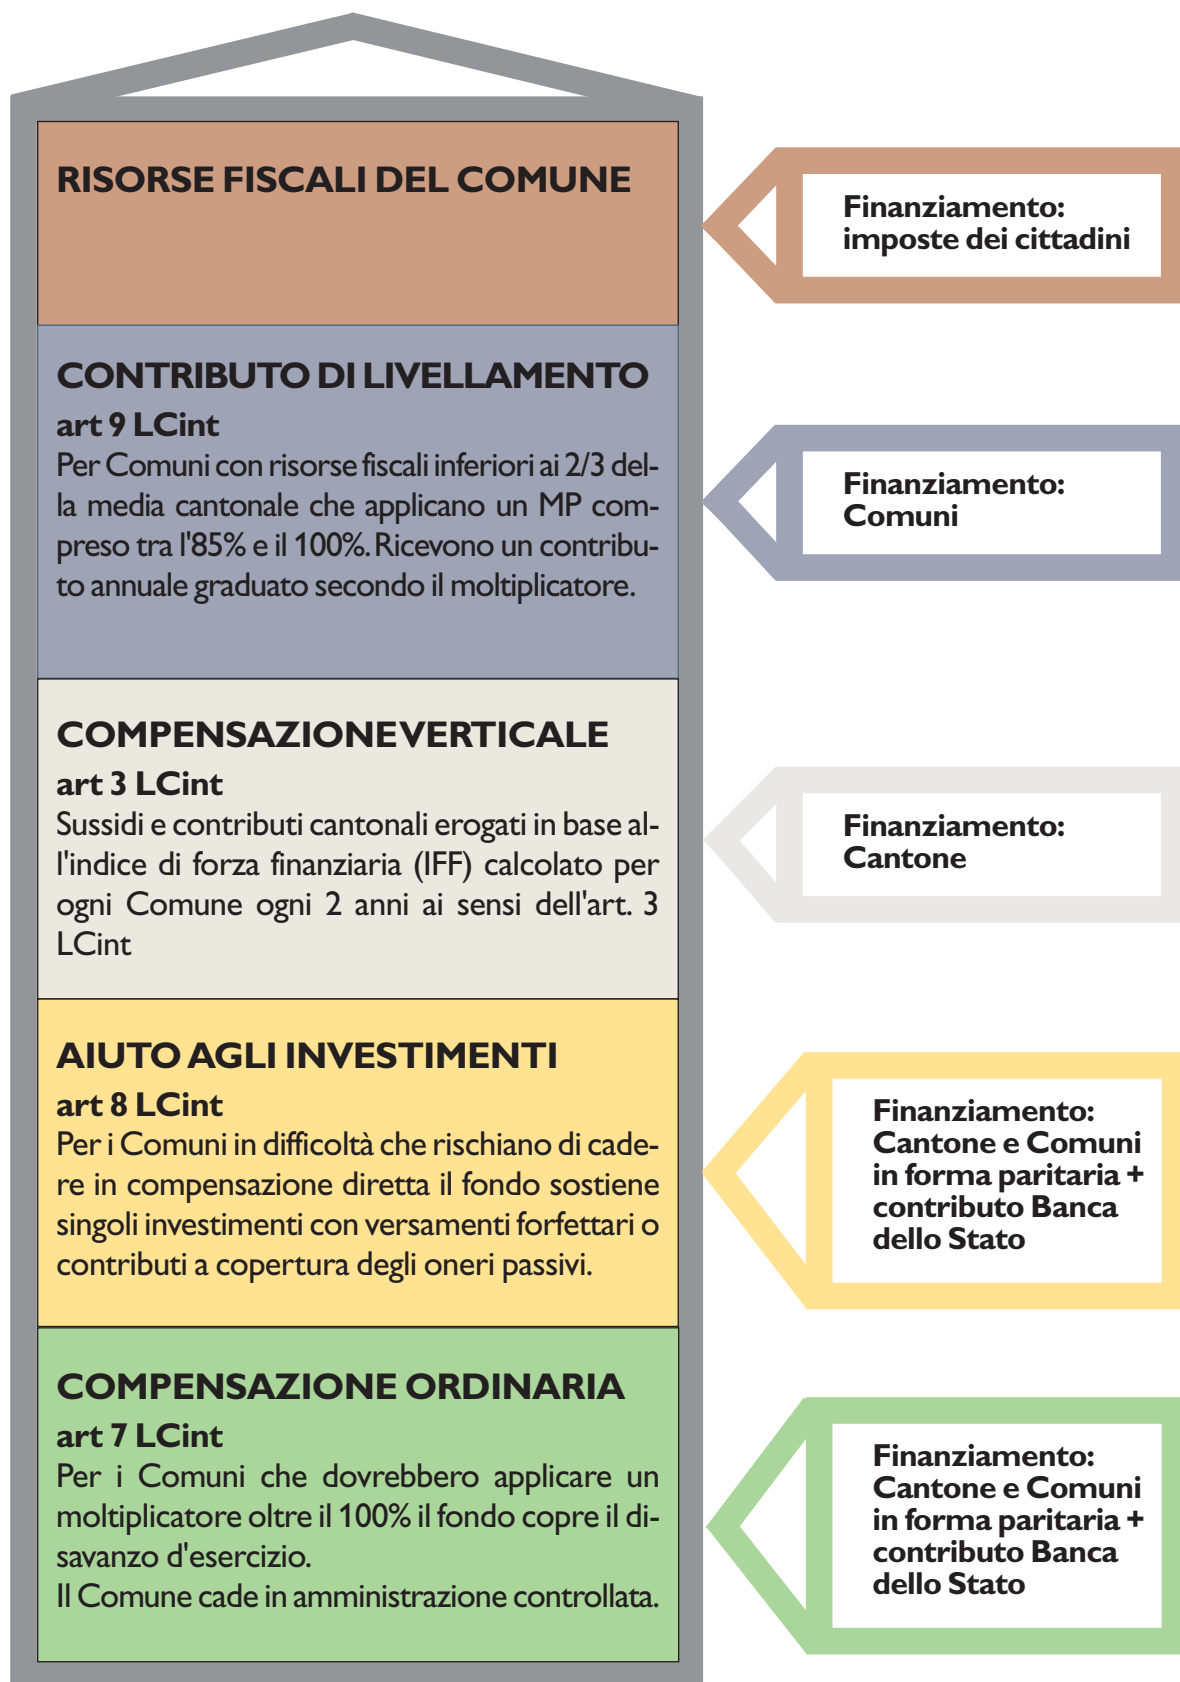 RISORSE FISCALI DEL COMUNE
Finanziamento:
imposte dei cittadini
CONTRIBUTO DI LIVELLAMENTO
art 9 LCint
Per Comuni con risorse fiscali inferiori ai 2/3 del-
la media cantonale che applicano un MP com-
preso tra l'85% e il 100%. Ricevono un contribu-
to annuale graduato secondo il moltiplicatore.
Finanziamento:
Comuni
COMPENSAZIONE VERTICALE
art 3 LCint
Sussidi e contributi cantonali erogati in base al-
l'indice di forza finanziaria (IFF) calcolato per
ogni Comune ogni 2 anni ai sensi dell'art. 3
LCint
Finanziamento:
Cantone
AIUTO AGLI INVESTIMENTI
art 8 LCint
Per i Comuni in difficoltà che rischiano di cade-
re in compensazione diretta il fondo sostiene
singoli investimenti con versamenti forfettari o
contributi a copertura degli oneri passivi.
Finanziamento:
Cantone e Comuni
in forma paritaria +
contributo Banca
dello Stato
COMPENSAZIONE ORDINARIA
art 7 LCint
Per i Comuni che dovrebbero applicare un
moltiplicatore oltre il 100% il fondo copre il di-
savanzo d'esercizio.
Il Comune cade in amministrazione controllata.
Finanziamento:
Cantone e Comuni
in forma paritaria +
contributo Banca
dello Stato